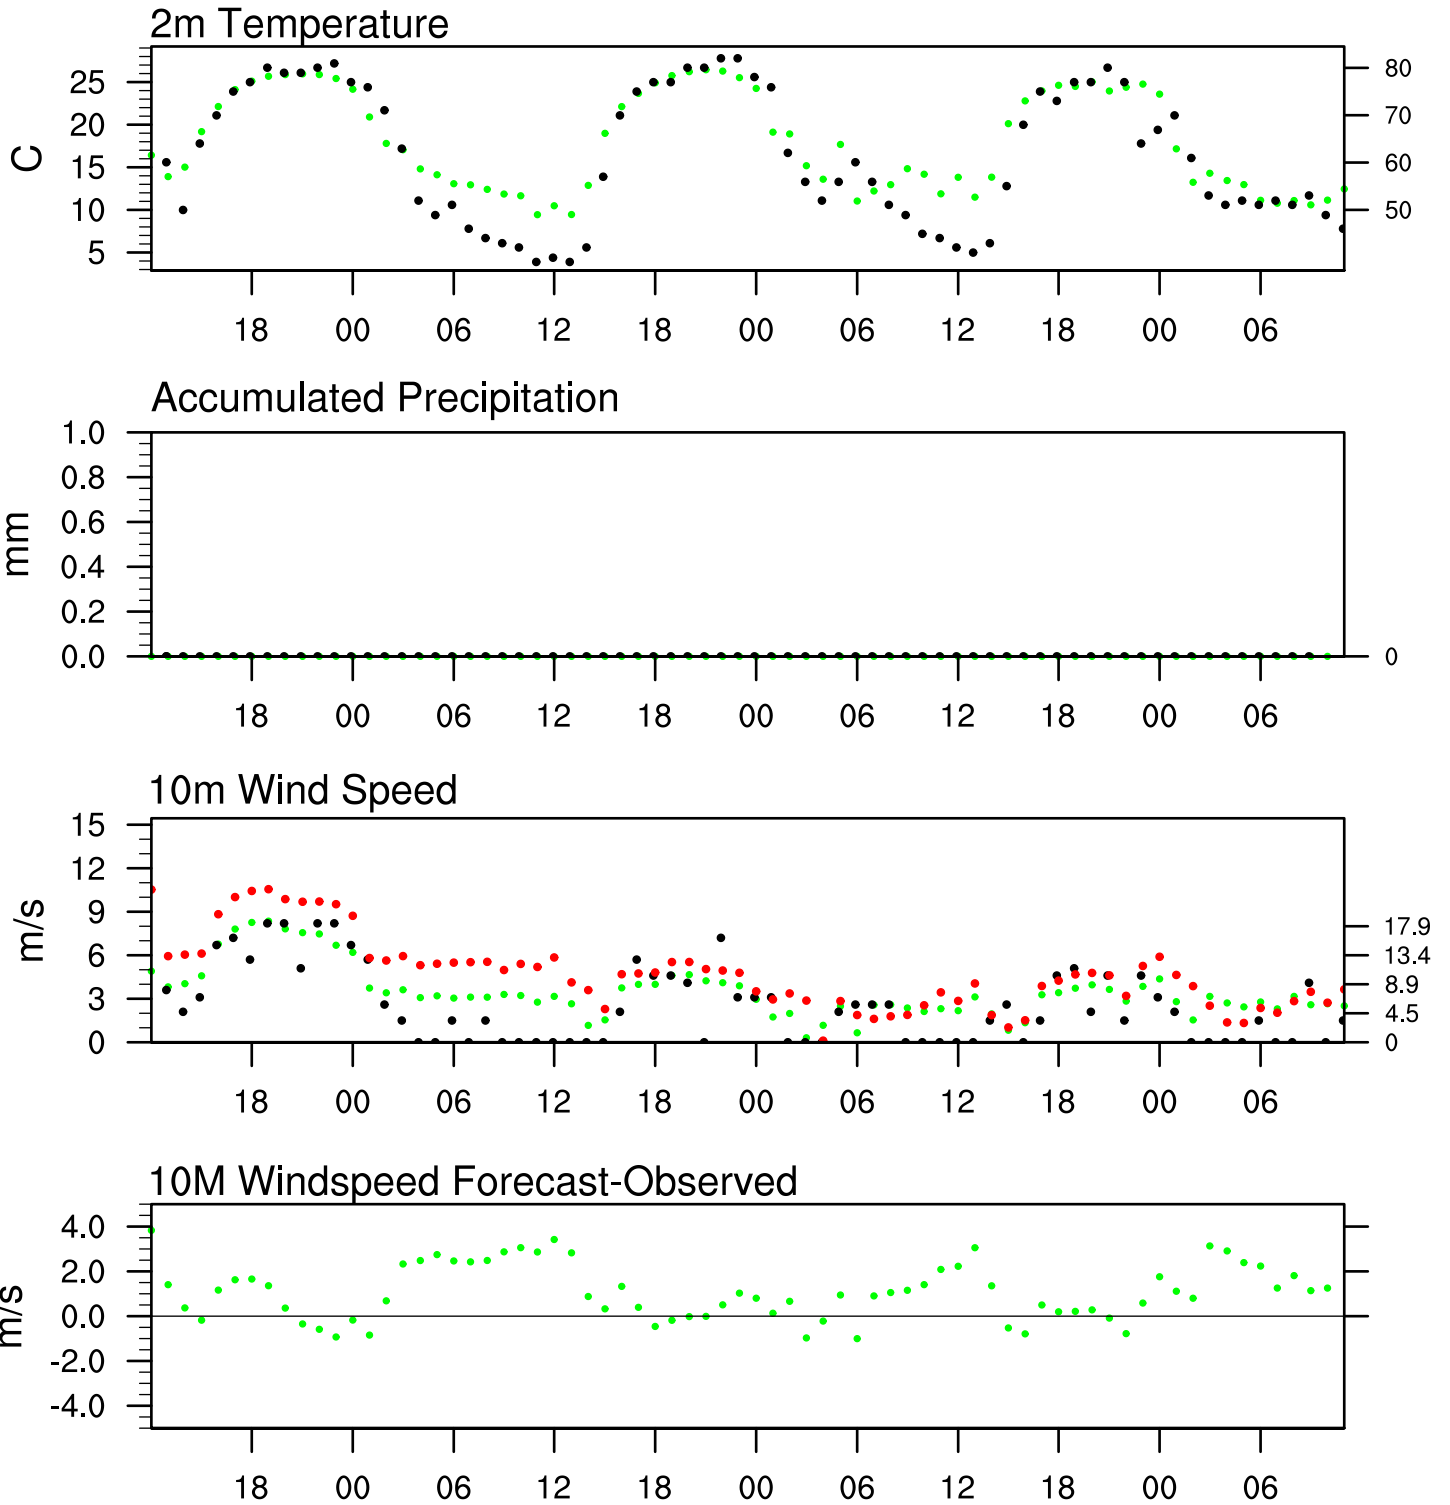 2m Temperature
25 80
20 70
15 60
10 50
5
C
18 00 06 12 18 00 06 12 18 00 06
Accumulated Precipitation
1.0
0.8
0.6
0.4
0.2
0.0 0
mm
18 00 06 12 18 00 06 12 18 00 06
10m Wind Speed
15
12
9 17.9
6 13.4
8.9
3 4.5
0 0
m/s
18 00 06 12 18 00 06 12 18 00 06
10M Windspeed Forecast-Observed
4.0
2.0
0.0
-2.0
-4.0
m/s
18 00 06 12 18 00 06 12 18 00 06